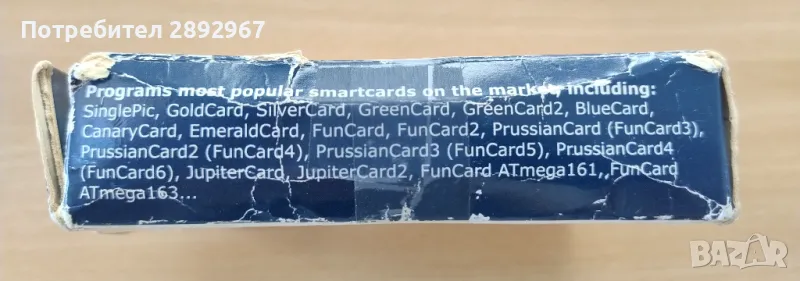 Потребител 2892967
Programs most popular smartcards on the market, including:
SinglePic, GoldCard, SilverCard, GreenCard, GreenCard2, BlueCard,
CanaryCard, EmeraldCard, FunCard, FunCard2, PrussianCard (FunCard3),
PrussianCard2 (FunCard4), PrussianCard3 (FunCard5), PrussianCard4
(FunCard6), JupiterCard, JupiterCard2, FunCard ATmega161,,FunCard
ATmega163...
BAZAR